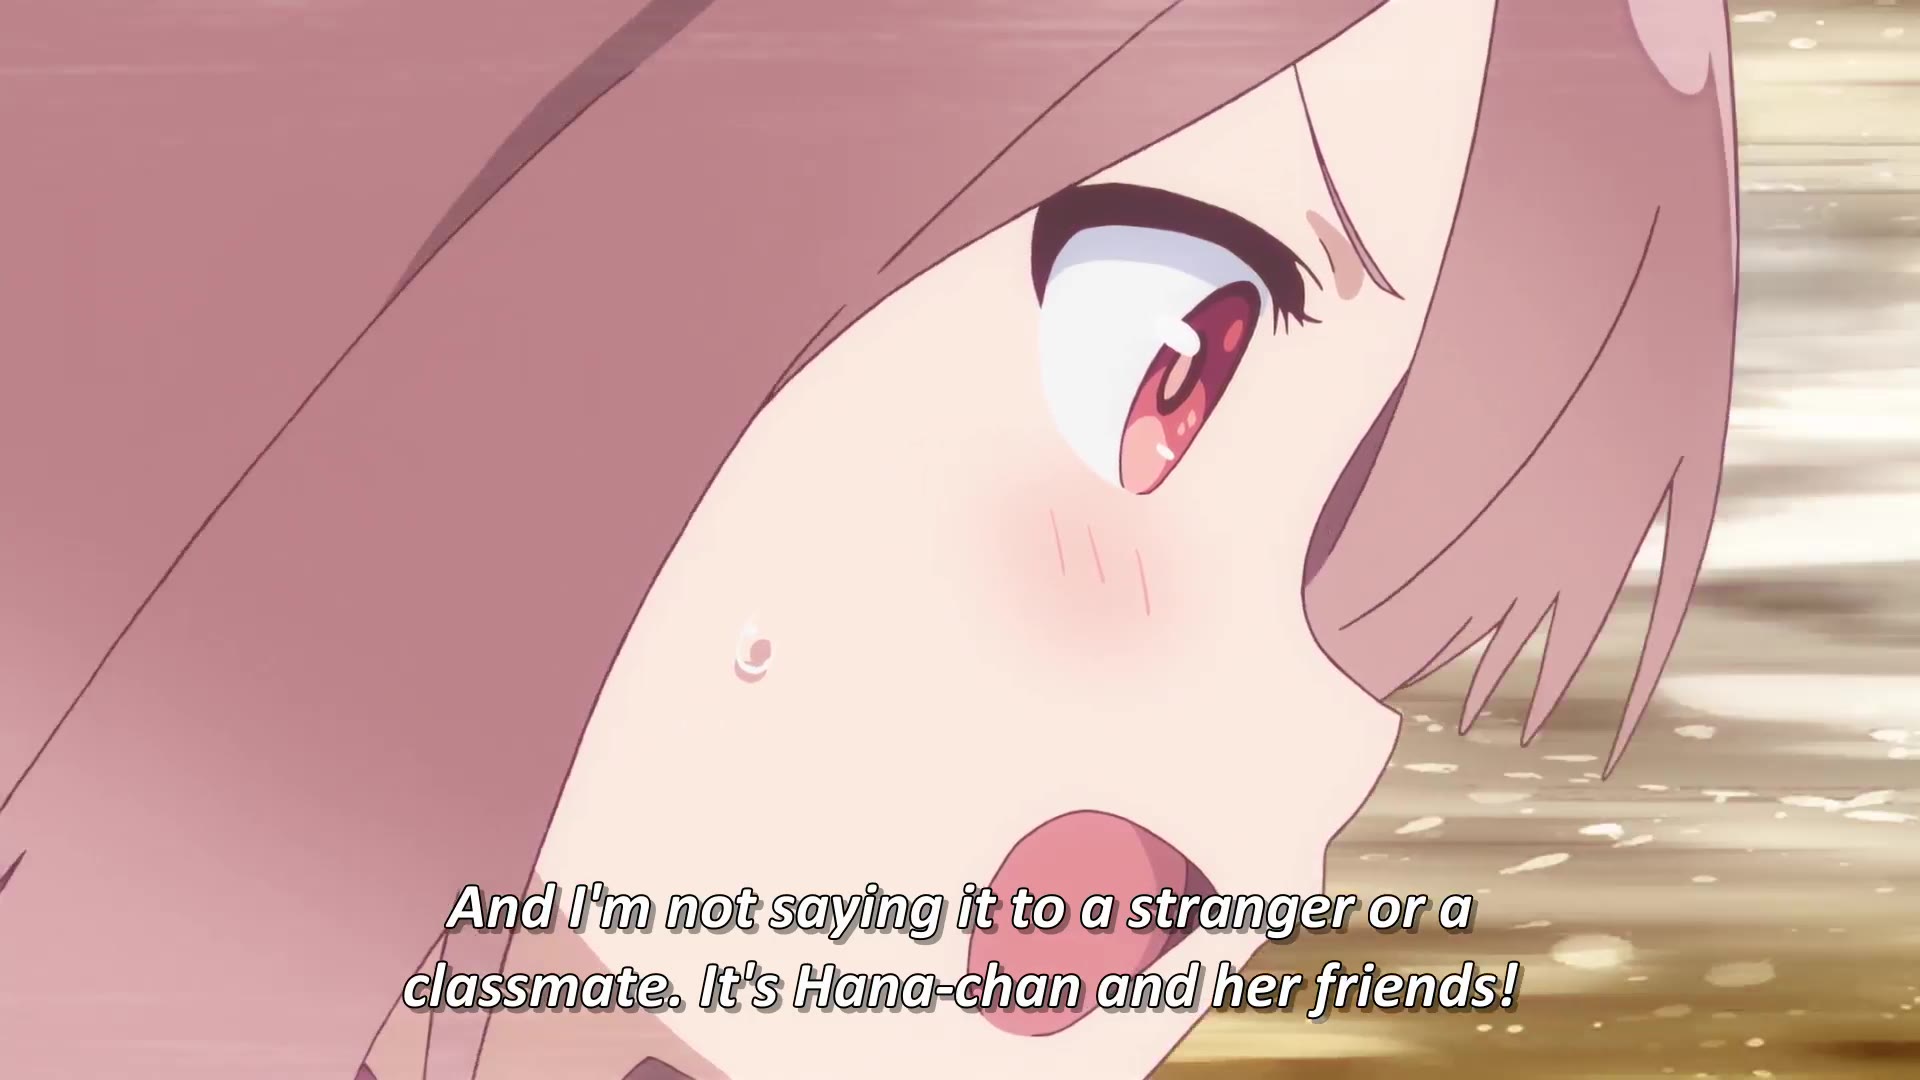 And I'm not saying it to a stranger or a
classmate. It's Hana-chan and her friends!